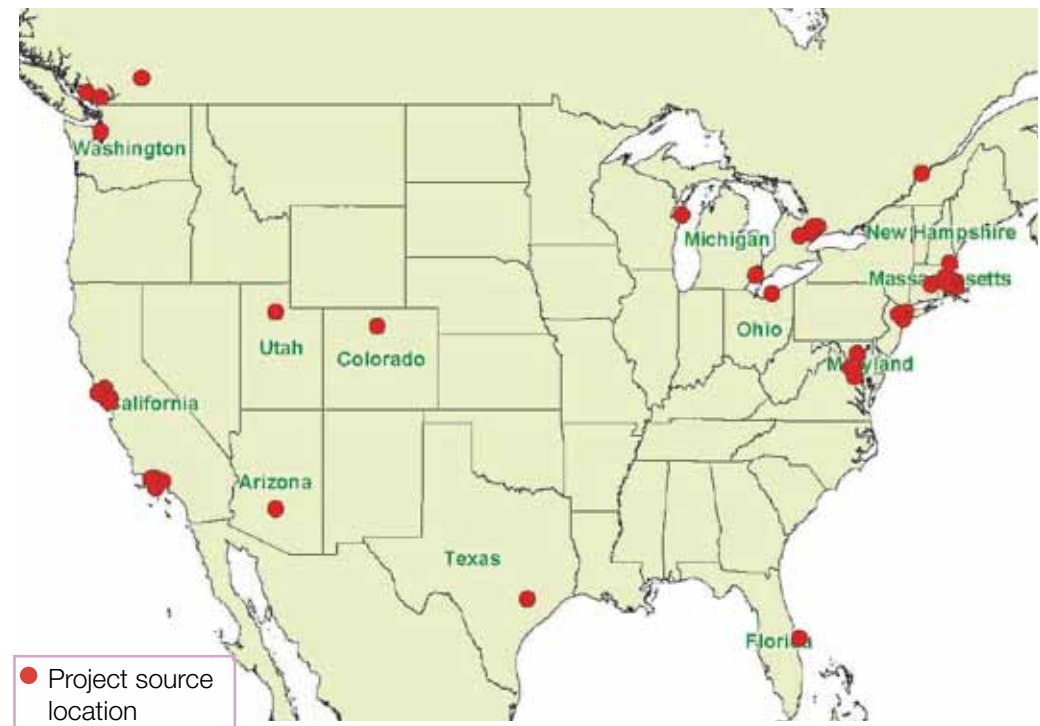 Washington
Michigan
New Hampshire
Massachusetts
Utah
Colorado
Ohio
Maryland
California
Arizona
Texas
Florida
Project source
location